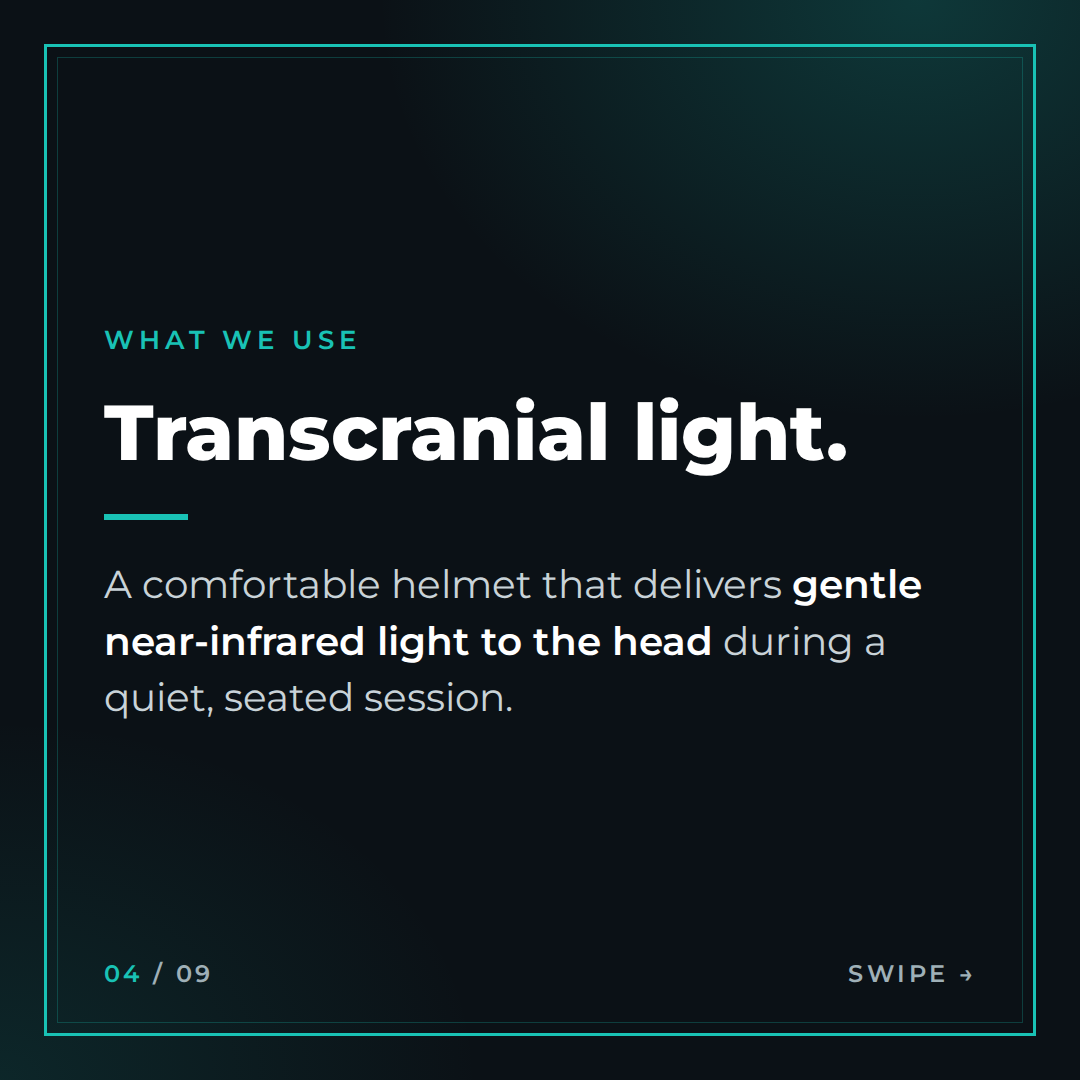 WHAT WE USE
Transcranial light.
A comfortable helmet that delivers gentle
near-infrared light to the head during a
quiet, seated session.
04 / 09
SWIPE →